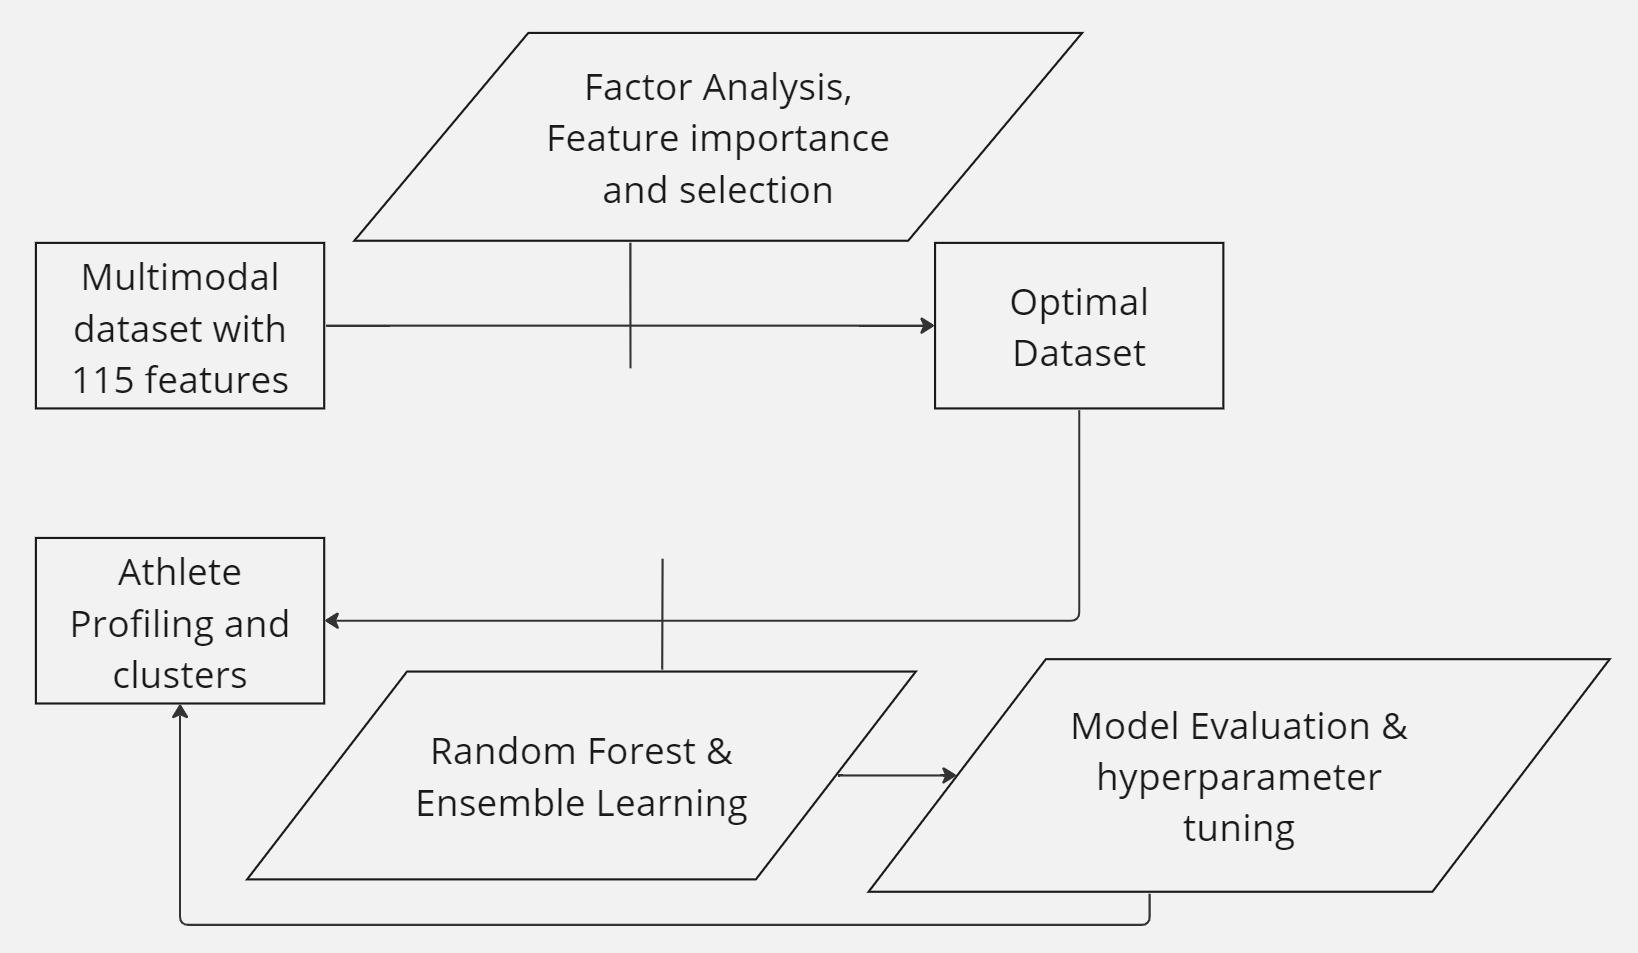 Factor Analysis,
Feature importance
and selection
Multimodal
dataset with
115 features
Optimal
Dataset
Athlete
Profiling and
clusters
Random Forest &
Ensemble Learning
Model Evaluation &
hyperparameter
tuning